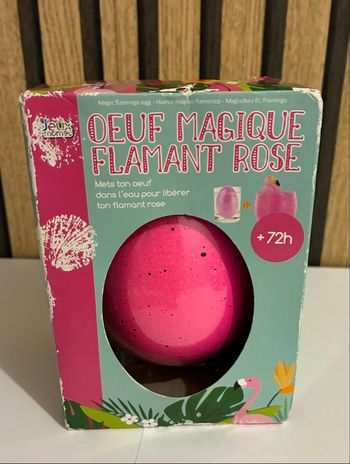 Magic flamingo egg - Huevo mágico flamenco - Magisches Ei, Flamingo
OEUF MAGIQUE
FLAMANT ROSE
Mets ton oeuf
dans l'eau pour libérer
ton flamant rose
+
+72h